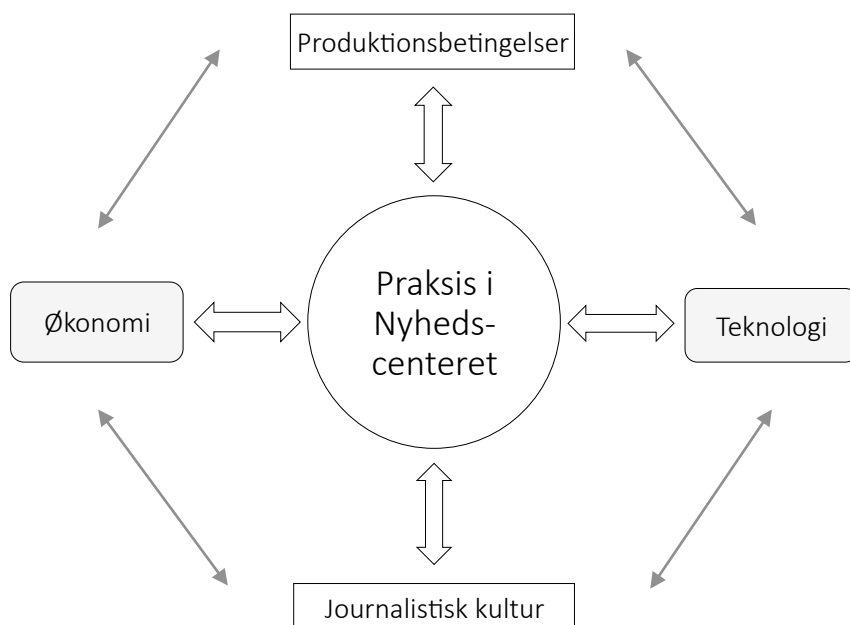 Produktionsbetingelser
Økonomi
Praksis i
Nyheds-
centeret
Teknologi
Journalistisk kultur